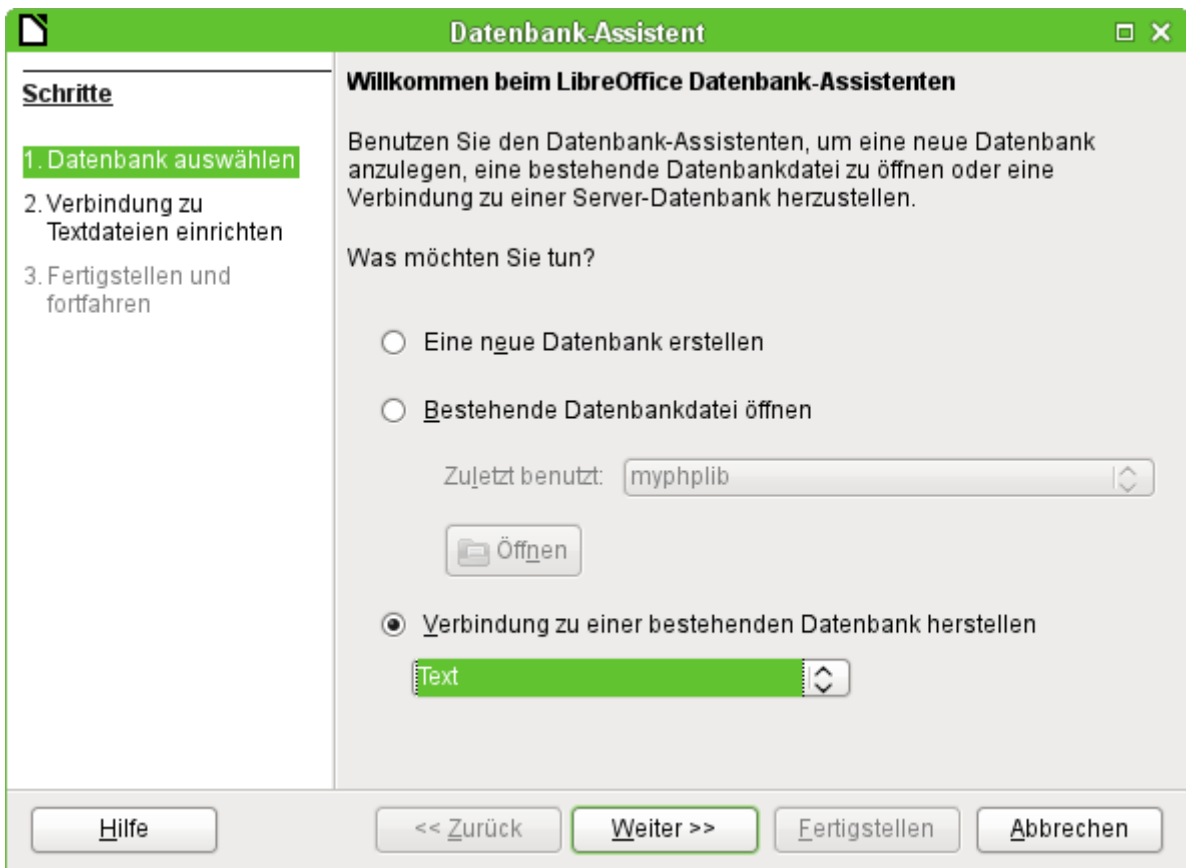 Datenbank-Assistent
Schritte
1. Datenbank auswählen
2. Verbindung zu
Textdateien einrichten
3. Fertigstellen und
fortfahren
Willkommen beim LibreOffice Datenbank-Assistenten
Benutzen Sie den Datenbank-Assistenten, um eine neue Datenbank
anzulegen, eine bestehende Datenbankdatei zu öffnen oder eine
Verbindung zu einer Server-Datenbank herzustellen.
Was möchten Sie tun?
Eine neue Datenbank erstellen
Bestehende Datenbankdatei öffnen
Zuletzt benutzt: myphplib
Öffnen
Verbindung zu einer bestehenden Datenbank herstellen
Text
Hilfe << Zurück Weiter >> Fertigstellen Abbrechen